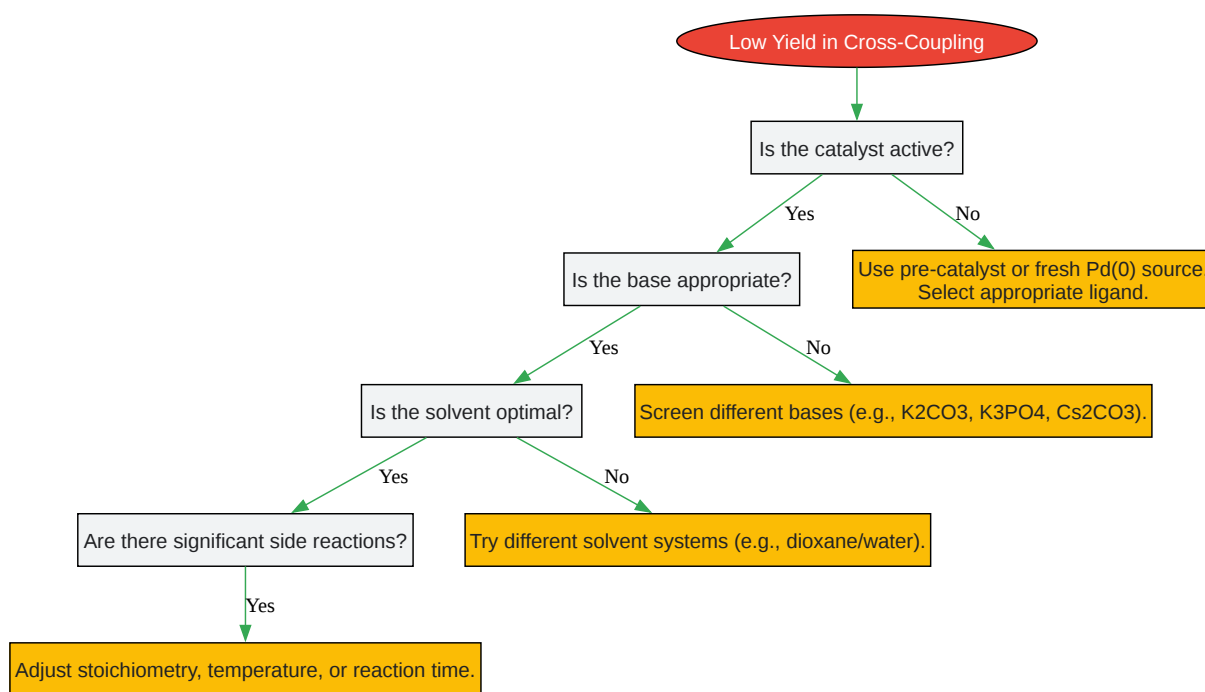 Low Yield in Cross-Coupling
Is the catalyst active?
Yes
No
Is the base appropriate?
Use pre-catalyst or fresh Pd(0) source.
Select appropriate ligand.
Yes
No
Is the solvent optimal?
Screen different bases (e.g., K2CO3, K3PO4, Cs2CO3).
Yes
No
Are there significant side reactions?
Try different solvent systems (e.g., dioxane/water).
Yes
Adjust stoichiometry, temperature, or reaction time.